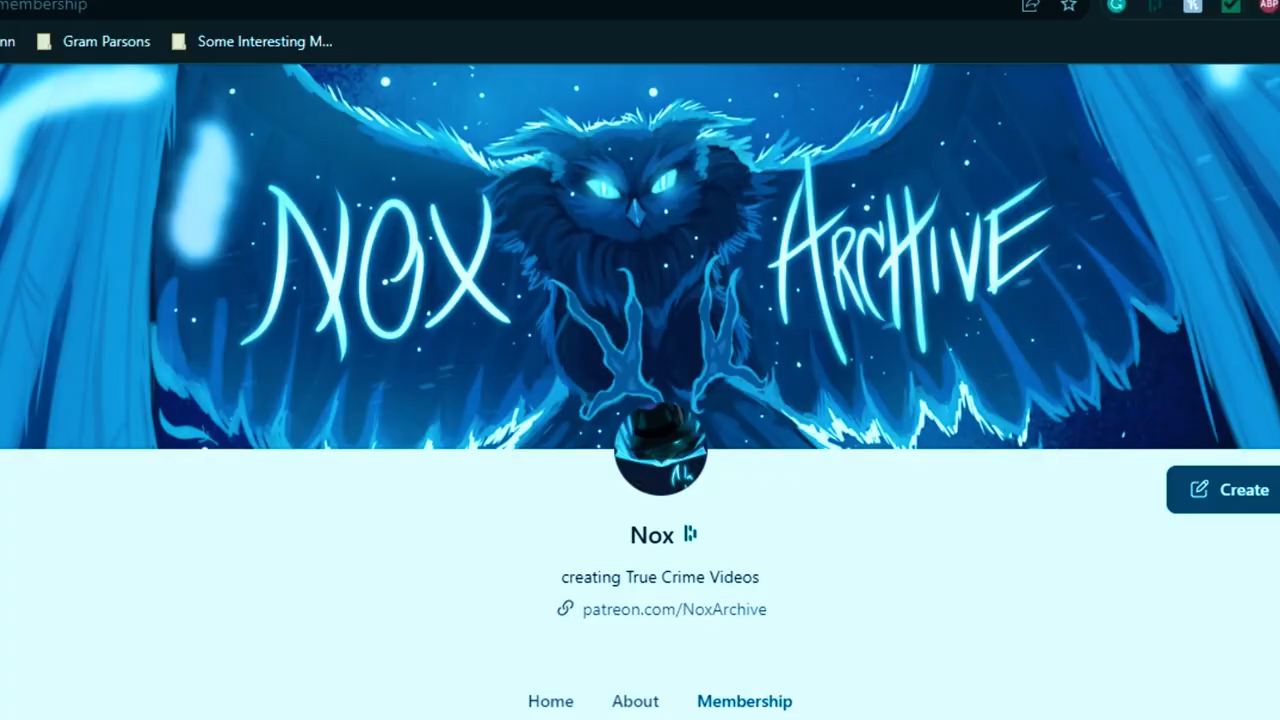 membership
nn
Gram Parsons
Some Interesting M...
ABP
NOX ARCHIVE
Create
Nox
creating True Crime Videos
patreon.com/NoxArchive
Home About Membership